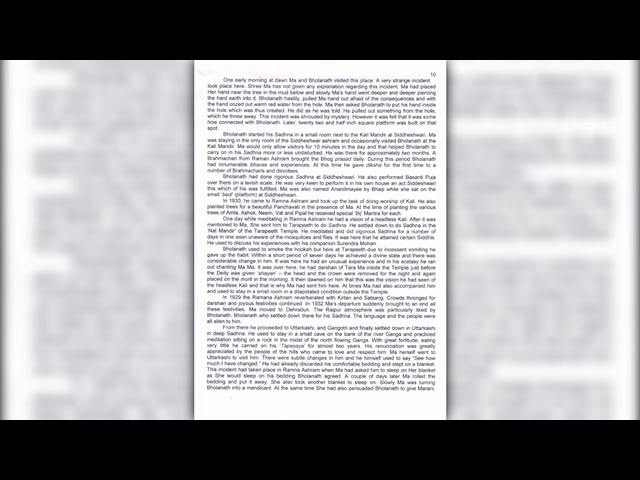 10
One early morning at dawn Ma and Bholanath visited this place. A very strange incident
took place here. Shree Ma has not given any explanation regarding this incident. Ma had placed
Her hand near the tree in the mud below and slowly Ma's hand went deeper and deeper piercing
the hard earth into it. Bholanath hastily, pulled Ma hand out afraid of the consequences and with
the hand oozed out warm red water from the hole. Ma then asked Bholanath to put his hand inside
the hole which was thus created. He did as he was told. He pulled out something from the hole,
which he threw away. This incident was shrouded by mystery. However it was felt that it was some
how connected with Bholanath. Later, twenty two and half inch square platform was built on that
spot.
Bholanath started his Sadhna in a small room next to the Kali Mandir at Siddheshwari. Ma
was staying in the only room of the Siddheshwar ashram and occasionally visited Bholanath at the
Kali Mandir. Ma would only allow visitors for 10 minutes in the day and that helped Bholanath to
carry on in his Sadhna more or less undisturbed. He was there for approximately two months. A
Brahmachari from Raman Ashram brought the Bhog prasad daily. During this period Bholanath
had innumerable bhavas and experiences. At this time he gave diksha for the first time to a
number of Brahmacharis and devotees.
Bholanath had done rigorous Sadhna at Siddheshwari. He also performed Basanti Puja
over there on a lavish scale. He was very keen to perform it in his own house an act Siddeshwari
this which of his was fulfilled. Ma was also named Anandmayee by Bhaiji while she sat on the
small 'bedi' (platform) at Siddheshwari.
In 1930, he came to Ramna Ashram and took up the task of doing worship of Kali. He also
planted trees for a beautiful Panchavati in the presence of Ma. At the time of planting the various
trees of Amla, Ashok, Neem, Vat and Pipal he received special 'Bij' Mantra for each.
One day while meditating in Ramna Ashram he had a vision of a headless Kali. After it was
mentioned to Ma, She sent him to Tarapeeth to do Sadhna. He settled down to do Sadhna in the
'Nat Mandir' of the Tarapeeth Temple. He meditated and did vigorous Sadhna for a number of
days in one asan unaware of the mosquitoes and flies. It was here that he attained certain Siddhis.
He used to discuss his experiences with his companion Surendra Mohan.
Bholanath used to smoke the hookah but here at Tarapeeth due to incessant vomiting he
gave up the habit. Within a short period of seven days he achieved a divine state and there was
considerable change in him. It was here he had an unusual experience and in his ecstasy he ran
out chanting Ma Ma. It was over here, he had darshan of Tara Ma inside the Temple just before
the Deity was given 'shayan' – the head and the crown were removed for the night and again
placed on the murti in the morning. It then dawned on him that this was the vision he had seen of
the headless Kali and that is why Ma had sent him here. At times Ma had also accompanied him
and used to stay in a small room in a dilapidated condition outside the Temple.
In 1929 the Ramana Ashram reverberated with Kirtan and Satsang. Crowds thronged for
darshan and joyous festivities continued. In 1932 Ma's departure suddenly brought to an end all
these festivities. Ma moved to Dehradun. The Raipur atmosphere was particularly liked by
Bholanath. Bholanath who settled down there for his Sadhna. The language and the people were
all alien to him.
From there he proceeded to Uttarkashi, and Gangotri and finally settled down in Uttarkashi
in deep Sadhna. He used to stay in a small cave on the bank of the river Ganga and practiced
meditation sitting on a rock in the midst of the north flowing Ganga. With great fortitude, eating
very little he carried on his 'Tapasya' for almost two years. His renunciation was greatly
appreciated by the people of the hills who came to love and respect him. Ma herself went to
Uttarkashi to visit him. There were subtle changes in him and he himself used to say "See how
much I have changed." He had already discarded his comfortable bedding and slept on a blanket.
This incident had taken place in Ramna Ashram when Ma had asked him to sleep on Her blanket
as She would sleep on his bedding Bholanath agreed. A couple of days later Ma rolled the
bedding and put it away. She also took another blanket to sleep on. Slowly Ma was turning
Bholanath into a mendicant. At the same time She had also persuaded Bholanath to give Marani,